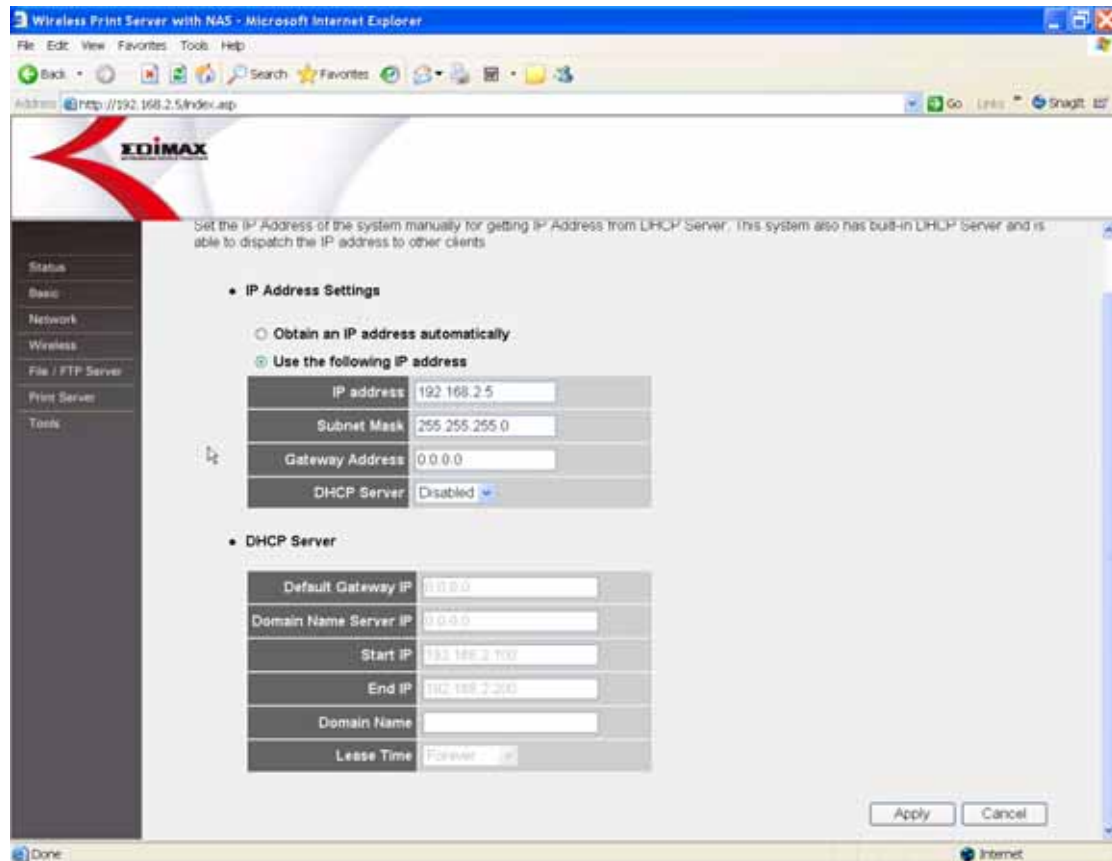 Wireless Print Server with NAS - Microsoft Internet Explorer
File Edit View Favorites Tools Help
Back Search Favorites
Address http://192.168.2.5/index.asp Go Links SnagIt
EDIMAX
Set the IP Address of the system manually for getting IP Address from DHCP Server. This system also has built-in DHCP Server and is
able to dispatch the IP address to other clients
Status
Basic
Network
Wireless
File / FTP Server
Print Server
Tools
• IP Address Settings
Obtain an IP address automatically
Use the following IP address
IP address 192.168.2.5
Subnet Mask 255.255.255.0
Gateway Address 0.0.0.0
DHCP Server Disabled
• DHCP Server
Default Gateway IP 0.0.0.0
Domain Name Server IP 0.0.0.0
Start IP 192.168.2.100
End IP 192.168.2.200
Domain Name
Lease Time Forever
Apply Cancel
Done Internet